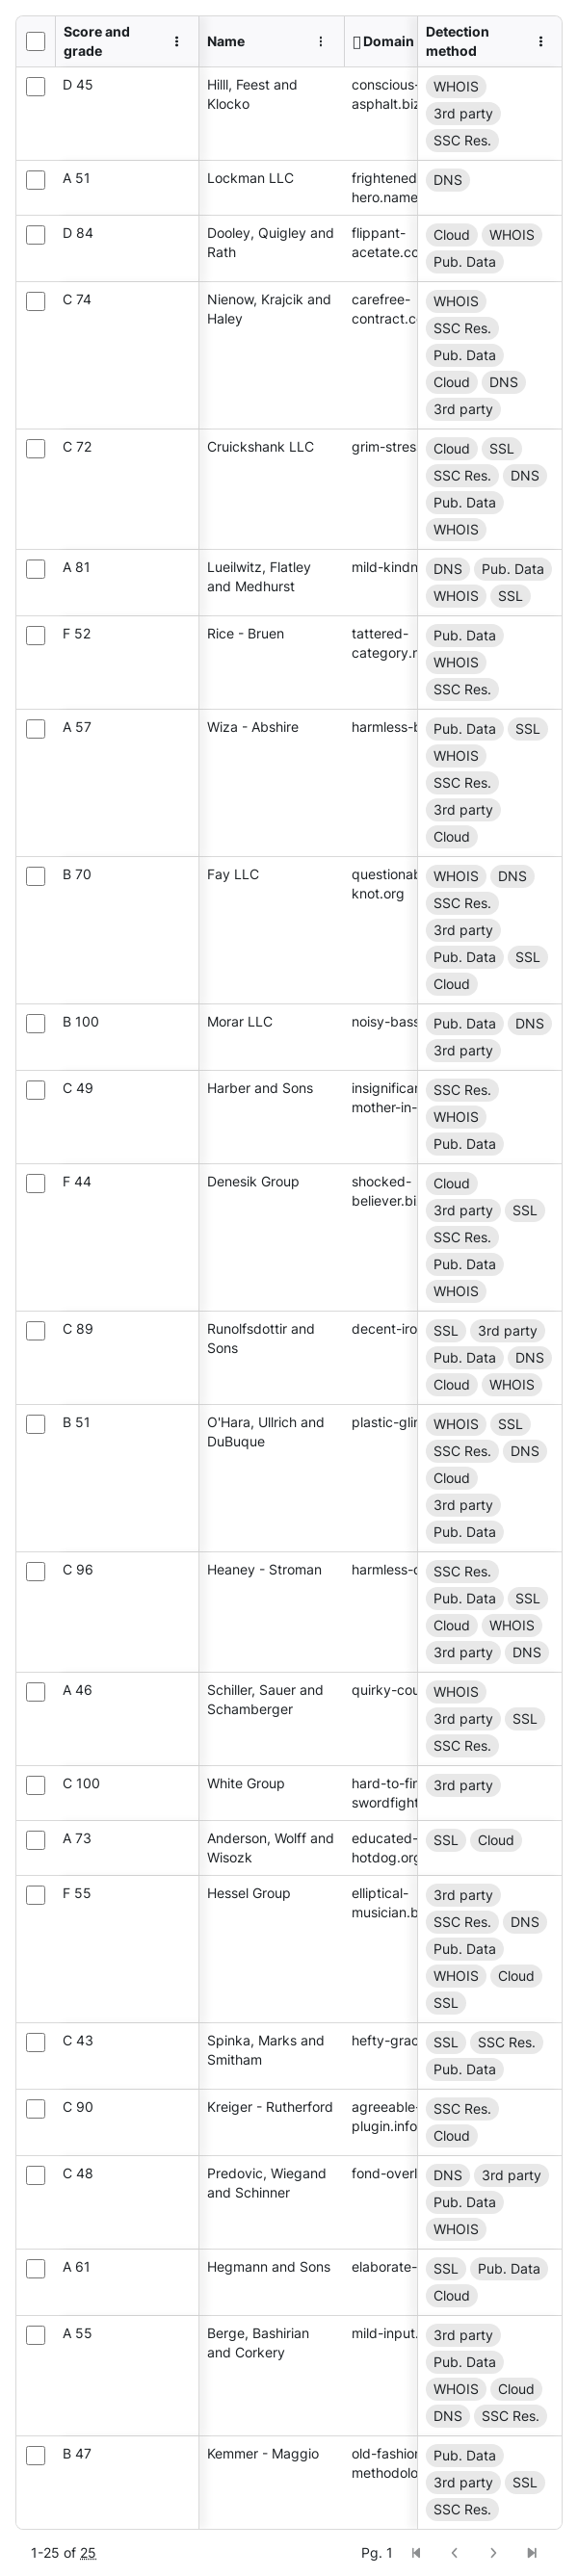 Score and grade Name Domain Detection method
D 45 Hilll, Feest and Klocko conscious-asphalt.biz WHOIS 3rd party SSC Res.
A 51 Lockman LLC frightened hero.name DNS
D 84 Dooley, Quigley and Rath flippant-acetate.co Cloud WHOIS Pub. Data
C 74 Nienow, Krajcik and Haley carefree-contract.c WHOIS SSC Res. Pub. Data Cloud DNS 3rd party
C 72 Cruickshank LLC grim-stres Cloud SSL SSC Res. DNS Pub. Data WHOIS
A 81 Lueilwitz, Flatley and Medhurst mild-kindn DNS Pub. Data WHOIS SSL
F 52 Rice - Bruen tattered-category.r Pub. Data WHOIS SSC Res.
A 57 Wiza - Abshire harmless-b Pub. Data SSL WHOIS SSC Res. 3rd party Cloud
B 70 Fay LLC questionab knot.org WHOIS DNS SSC Res. 3rd party Pub. Data SSL Cloud
B 100 Morar LLC noisy-bass Pub. Data DNS 3rd party
C 49 Harber and Sons insignifican mother-in- SSC Res. WHOIS Pub. Data
F 44 Denesik Group shocked-believer.bi Cloud 3rd party SSL SSC Res. Pub. Data WHOIS
C 89 Runolfsdottir and Sons decent-iro SSL 3rd party Pub. Data DNS Cloud WHOIS
B 51 O'Hara, Ullrich and DuBuque plastic-glin WHOIS SSL SSC Res. DNS Cloud 3rd party Pub. Data
C 96 Heaney - Stroman harmless-c SSC Res. Pub. Data SSL Cloud WHOIS 3rd party DNS
A 46 Schiller, Sauer and Schamberger quirky-cou WHOIS 3rd party SSL SSC Res.
C 100 White Group hard-to-fin swordfight 3rd party
A 73 Anderson, Wolff and Wisozk educated-hotdog.org SSL Cloud
F 55 Hessel Group elliptical-musician.b 3rd party SSC Res. DNS Pub. Data WHOIS Cloud SSL
C 43 Spinka, Marks and Smitham hefty-grac SSL SSC Res. Pub. Data
C 90 Kreiger - Rutherford agreeable-plugin.info SSC Res. Cloud
C 48 Predovic, Wiegand and Schinner fond-overl DNS 3rd party Pub. Data WHOIS
A 61 Hegmann and Sons elaborate- SSL Pub. Data Cloud
A 55 Berge, Bashirian and Corkery mild-input. 3rd party Pub. Data WHOIS Cloud DNS SSC Res.
B 47 Kemmer - Maggio old-fashion methodolo Pub. Data 3rd party SSL SSC Res.
1-25 of 25 Pg. 1